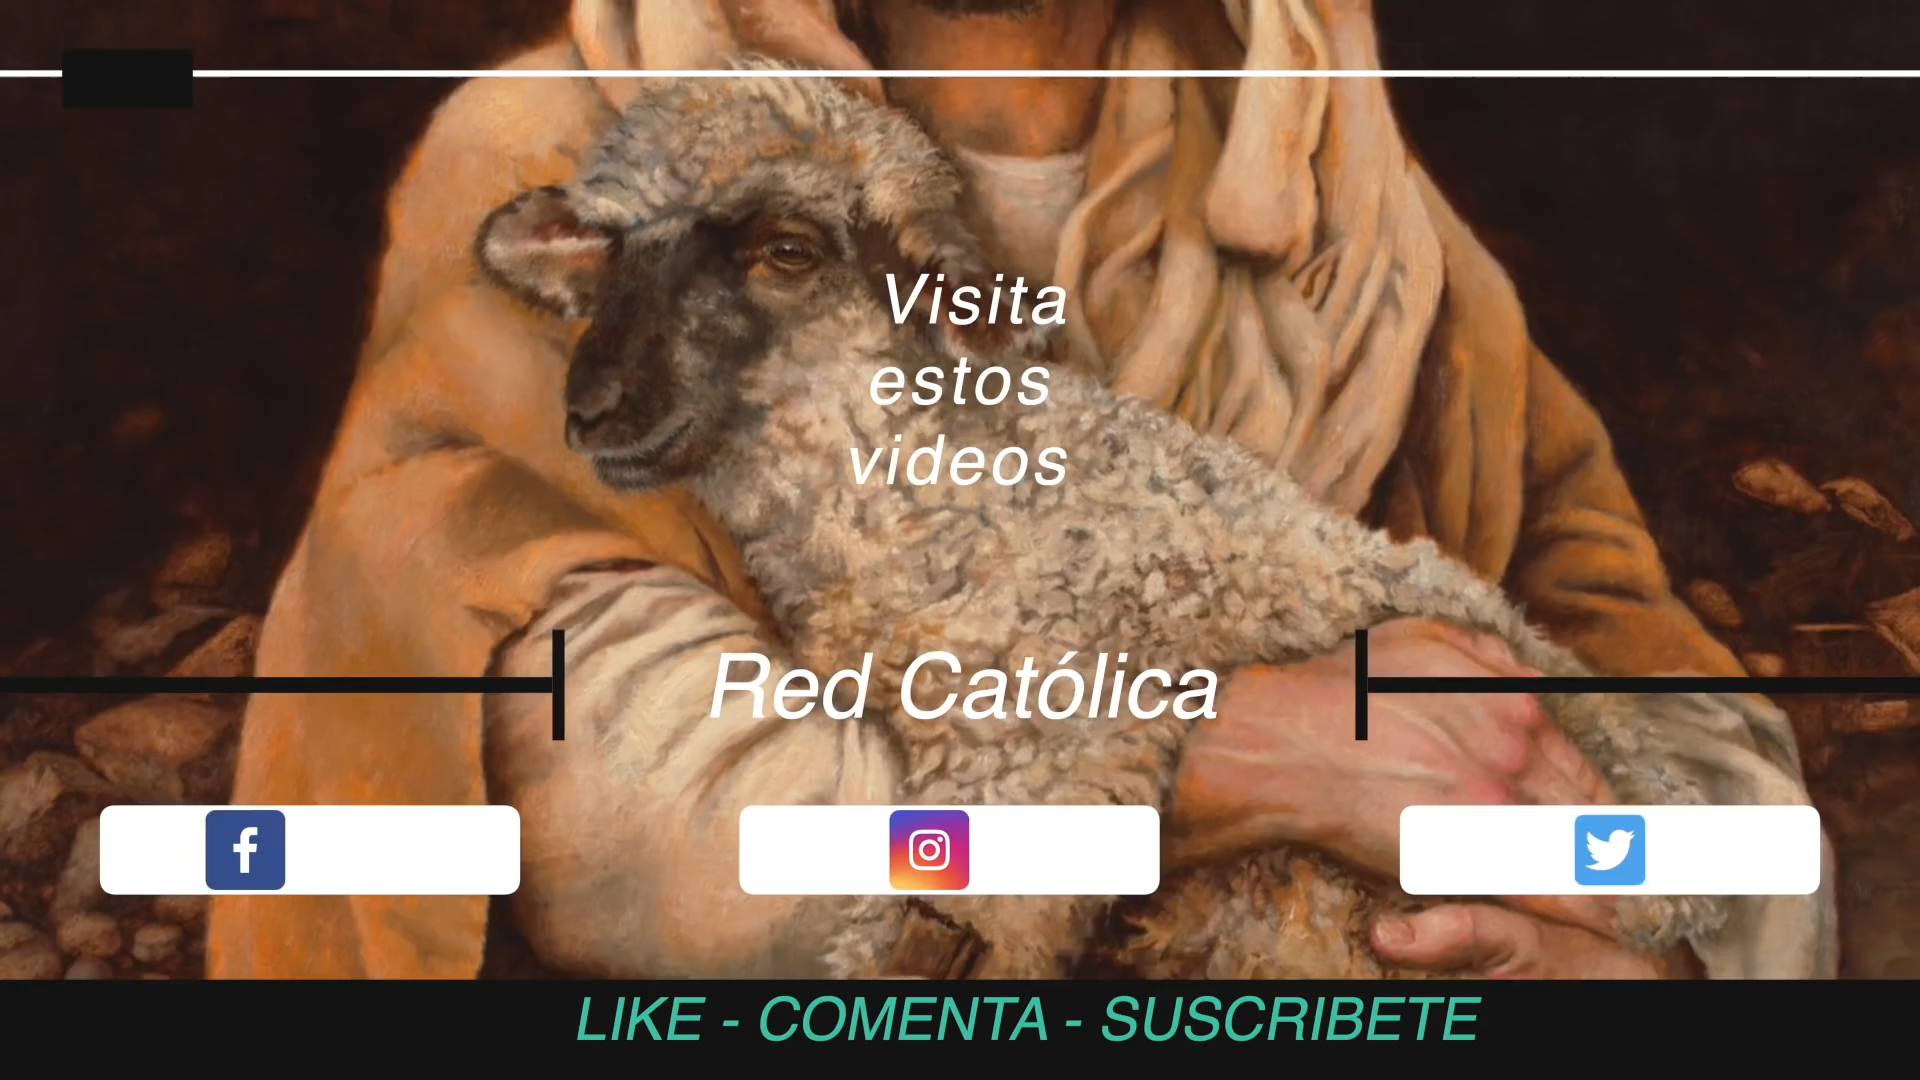 Visita
estos
videos
Red Católica
LIKE - COMENTA - SUSCRIBETE